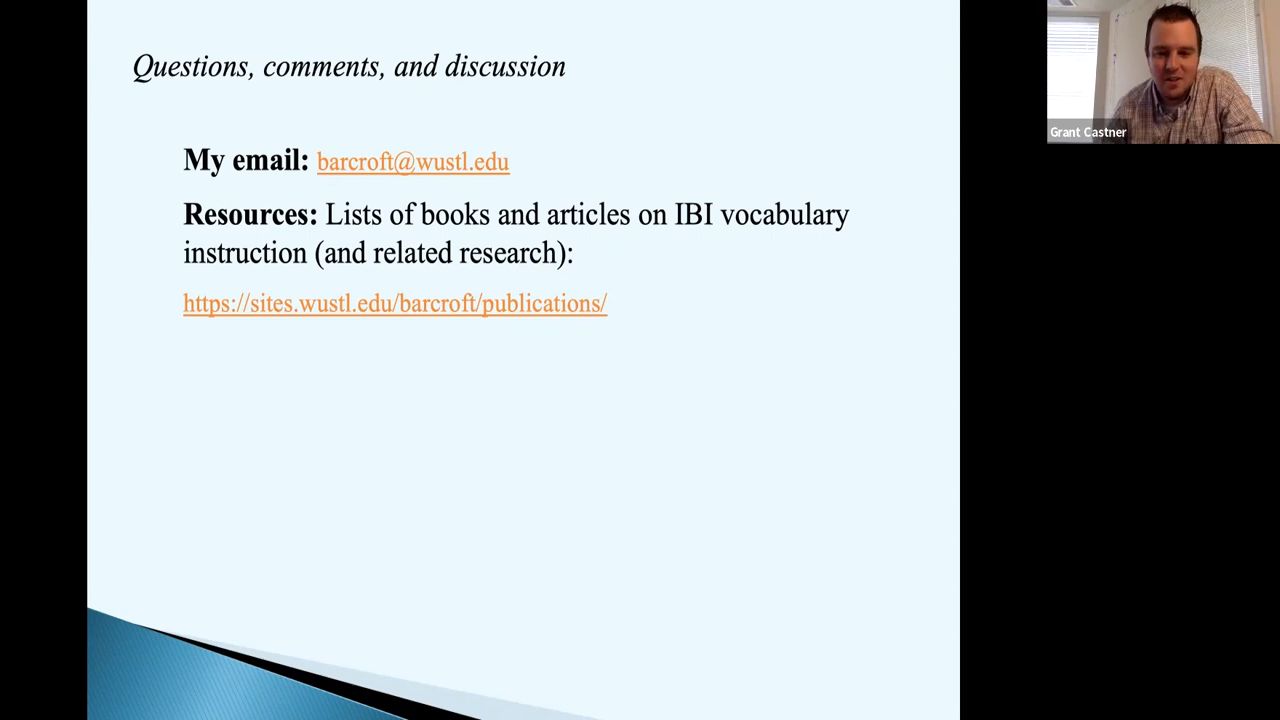 Questions, comments, and discussion
My email: barcroft@wustl.edu
Resources: Lists of books and articles on IBI vocabulary
instruction (and related research):
https://sites.wustl.edu/barcroft/publications/
Grant Castner